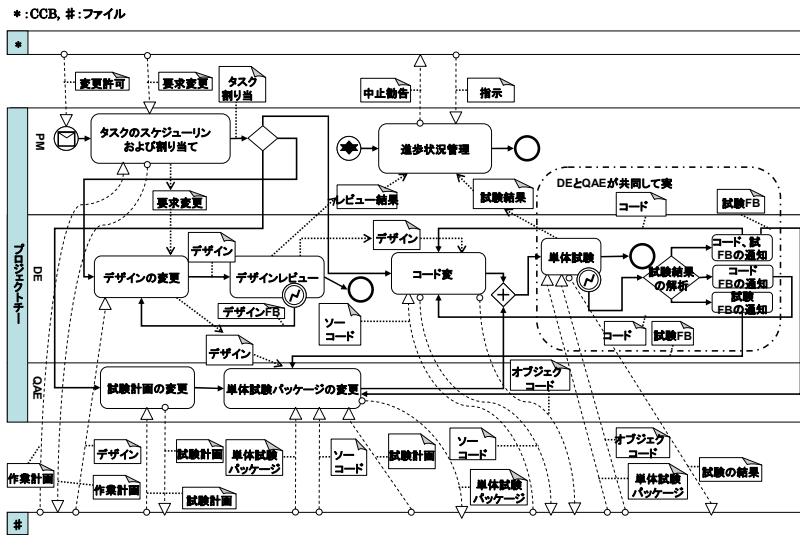 *:CCB, #:ファイル
*
変更許可
要求変更
タスク
割り当
中止勧告
指示
プロジェクトチー
PM
タスクのスケジューリン
および割り当て
進歩状況管理
DEとQAEが共同して実
要求変更
レビュー結果
試験結果
コード
試験FB
DE
デザイン
デザイン
デザインの変更
デザインレビュー
コード変
単体試験
試験結果
の解析
コード、試
FBの通知
コード
FBの通知
試験
FBの通知
デザインFB
ソー
コード
コード
試験FB
デザイン
QAE
試験計画の変更
単体試験パッケージの変更
オブジェク
コード
作業計画
デザイン
作業計画
試験計画
試験計画
単体試験
パッケージ
ソー
コード
試験計画
ソー
コード
単体試験
パッケージ
オブジェク
コード
単体試験
パッケージ
試験の結果
#